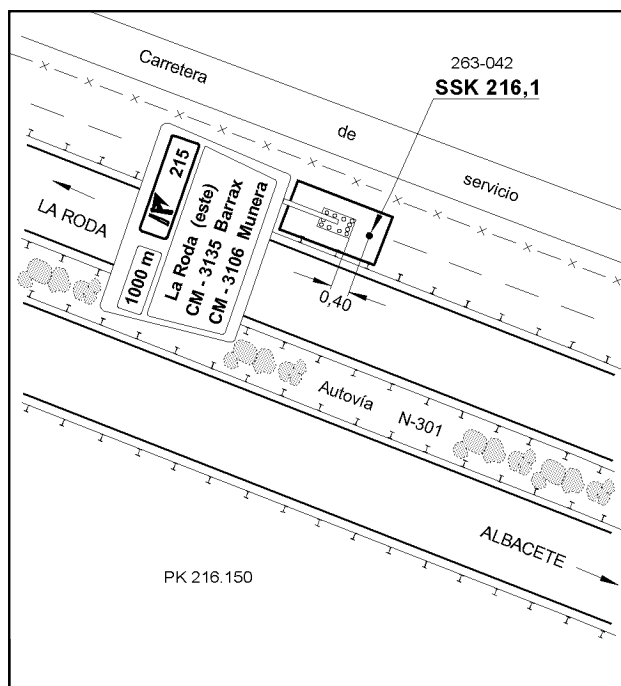 263-042
SSK 216,1
Carretera de servicio
215
La Roda (este)
CM - 3135 Barrax
CM - 3106 Munera
1000 m
LA RODA
0,40
Autovía N-301
ALBACETE
PK 216.150